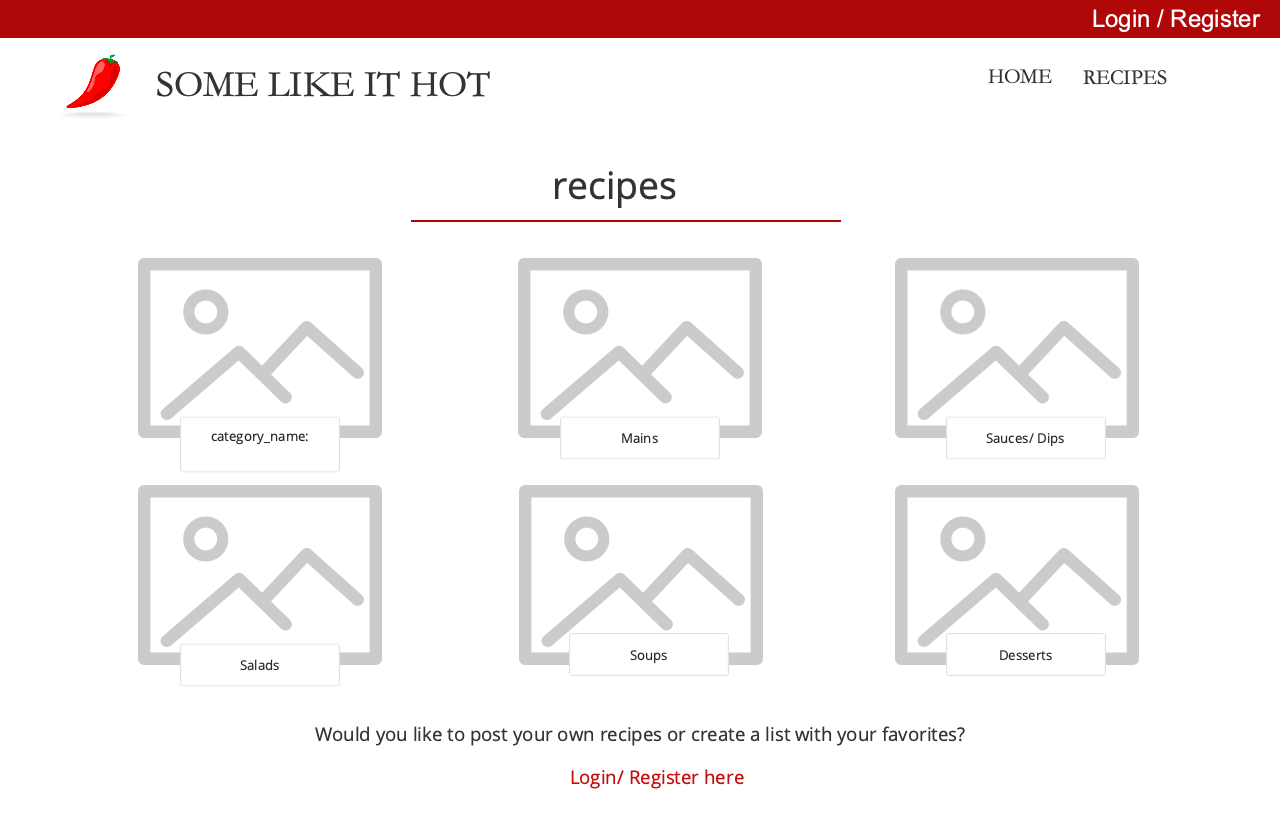 Login / Register
SOME LIKE IT HOT
HOME
RECIPES
recipes
category_name:
Mains
Sauces/ Dips
Salads
Soups
Desserts
Would you like to post your own recipes or create a list with your favorites?
Login/ Register here